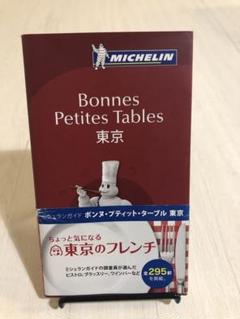 MICHELIN
Bonnes
Petites Tables
東京
ミシュランガイド ボンヌ・プティット・ターブル 東京
ちょっと気になる
東京のフレンチ
ミシュランガイドの調査員が選んだ
ビストロ、ブラッスリー、ワインバーなど
全295軒
を掲載。